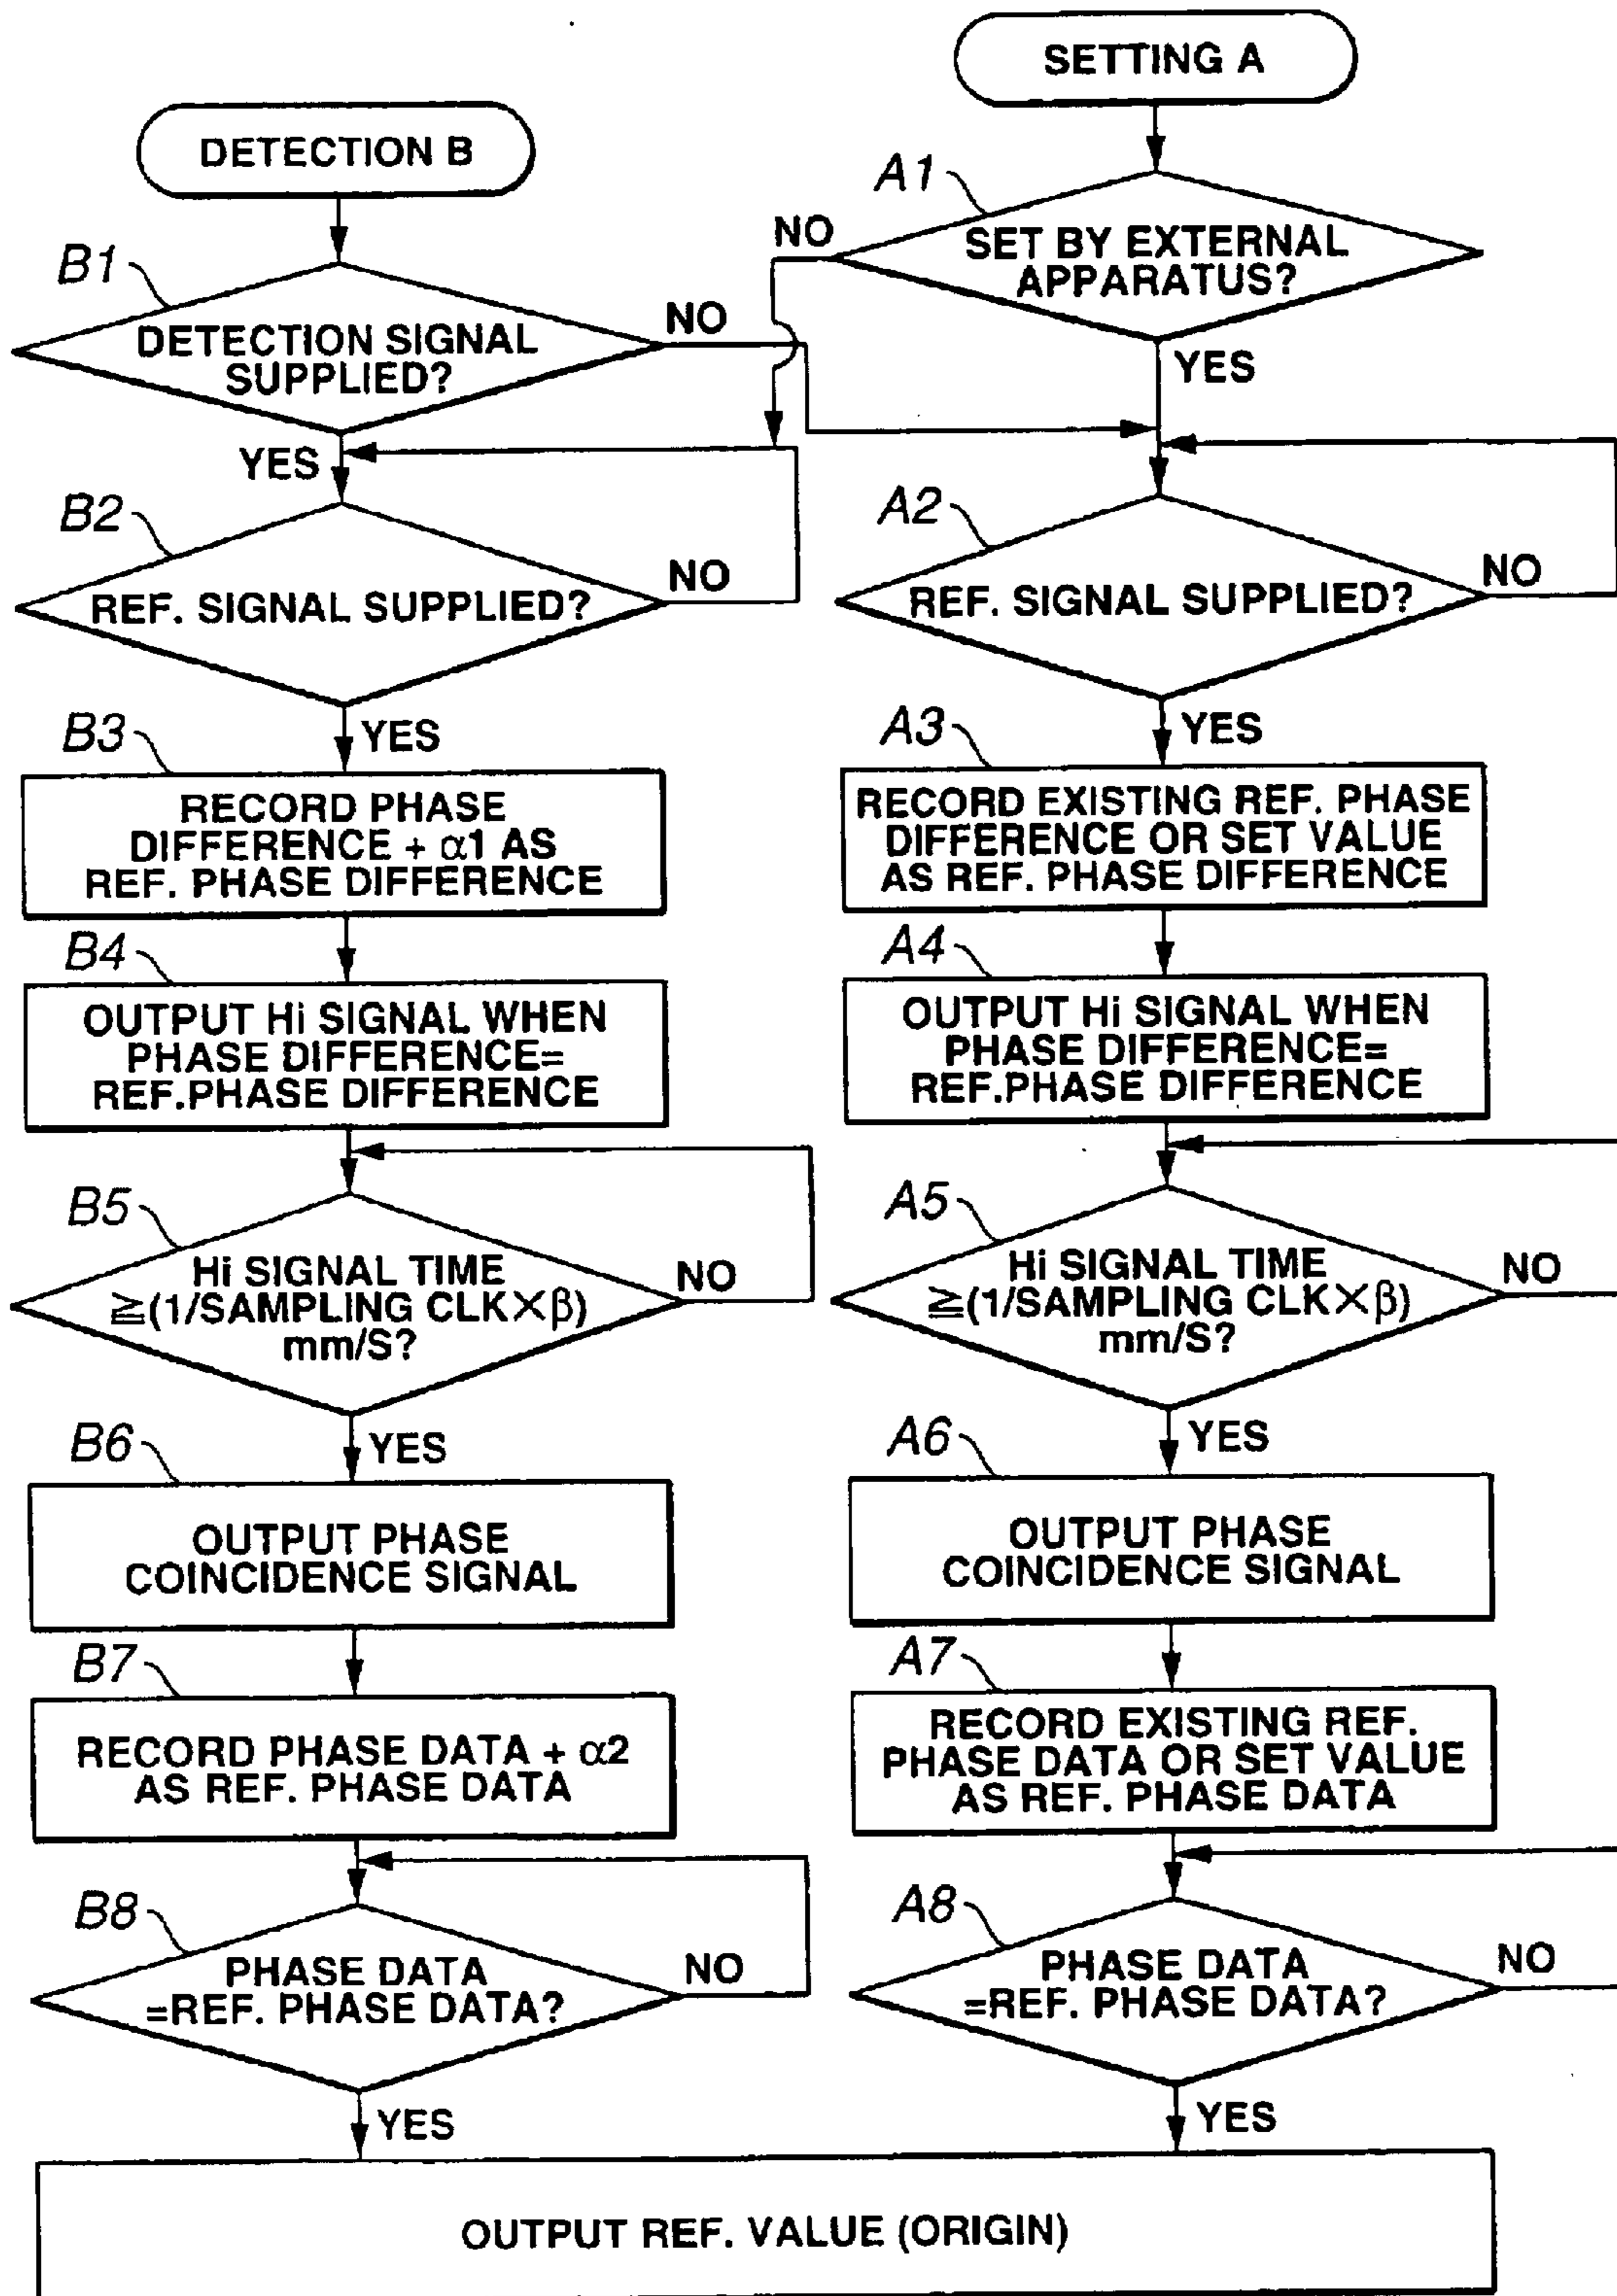 SETTING A
A1
SET BY EXTERNAL
APPARATUS?
NO
YES
DETECTION B
B1
DETECTION SIGNAL
SUPPLIED?
NO
YES
B2
REF. SIGNAL SUPPLIED?
NO
YES
B3
RECORD PHASE
DIFFERENCE + α1 AS
REF. PHASE DIFFERENCE
B4
OUTPUT Hi SIGNAL WHEN
PHASE DIFFERENCE=
REF.PHASE DIFFERENCE
B5
Hi SIGNAL TIME
≧(1/SAMPLING CLK×β)
mm/S?
NO
YES
B6
OUTPUT PHASE
COINCIDENCE SIGNAL
B7
RECORD PHASE DATA + α2
AS REF. PHASE DATA
B8
PHASE DATA
=REF. PHASE DATA?
NO
YES
A2
REF. SIGNAL SUPPLIED?
NO
YES
A3
RECORD EXISTING REF. PHASE
DIFFERENCE OR SET VALUE
AS REF. PHASE DIFFERENCE
A4
OUTPUT Hi SIGNAL WHEN
PHASE DIFFERENCE=
REF.PHASE DIFFERENCE
A5
Hi SIGNAL TIME
≧(1/SAMPLING CLK×β)
mm/S?
NO
YES
A6
OUTPUT PHASE
COINCIDENCE SIGNAL
A7
RECORD EXISTING REF.
PHASE DATA OR SET VALUE
AS REF. PHASE DATA
A8
PHASE DATA
=REF. PHASE DATA?
NO
YES
OUTPUT REF. VALUE (ORIGIN)